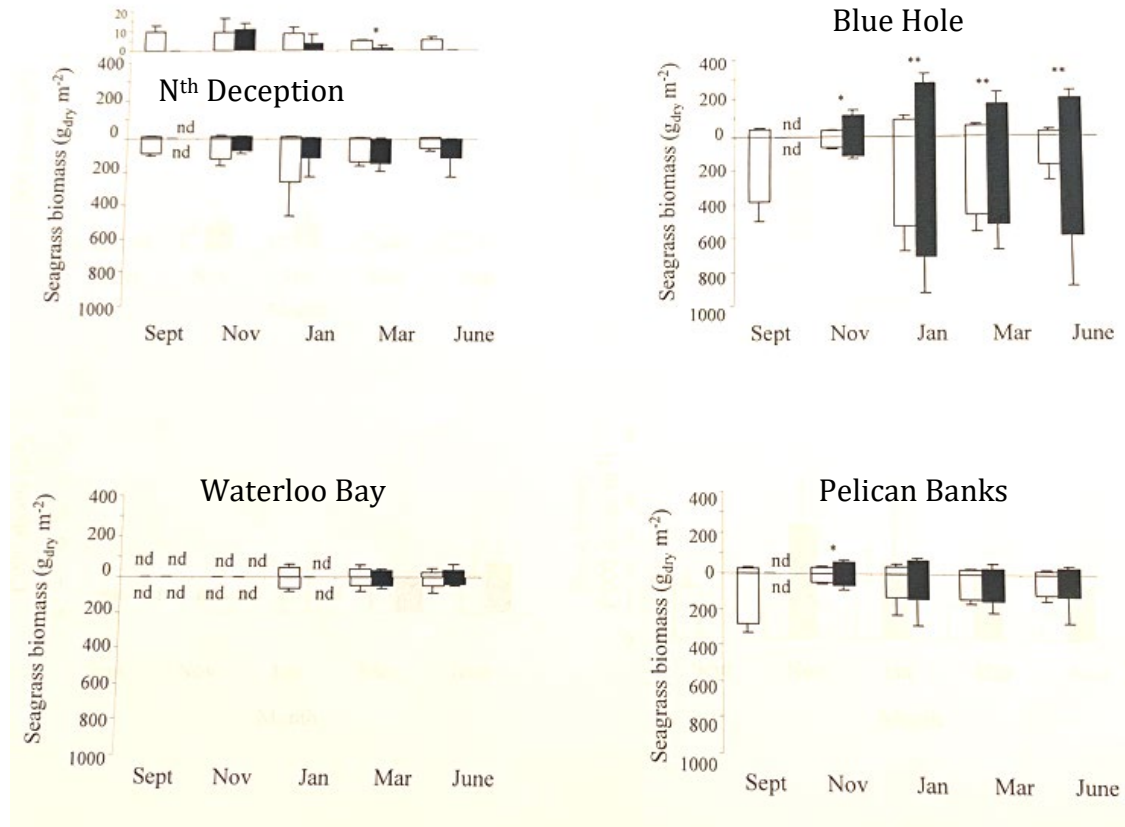 20
10
0
*
Nth Deception
Seagrass biomass (gdry m-2)
400
200
0
200
400
600
800
1000
nd
nd
Sept Nov Jan Mar June
Blue Hole
Seagrass biomass (gdry m-2)
400
200
0
200
400
600
800
1000
nd
nd
*
**
**
**
Sept Nov Jan Mar June
Waterloo Bay
Seagrass biomass (gdry m-2)
400
200
0
200
400
600
800
1000
nd nd nd nd nd
nd nd nd nd nd
Sept Nov Jan Mar June
Pelican Banks
Seagrass biomass (gdry m-2)
400
200
0
200
400
600
800
1000
nd
nd
*
Sept Nov Jan Mar June